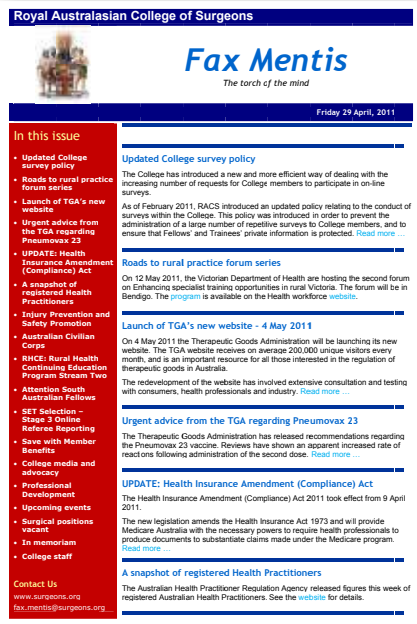 Royal Australasian College of Surgeons
Fax Mentis
The torch of the mind
Friday 29 April, 2011
In this issue
• Updated College
survey policy
• Roads to rural practice
forum series
• Launch of TGA's new
website
• Urgent advice from
the TGA regarding
Pneumovax 23
• UPDATE: Health
Insurance Amendment
(Compliance) Act
• A snapshot of
registered Health
Practitioners
• Injury Prevention and
Safety Promotion
• Australian Civilian
Corps
• RHCE: Rural Health
Continuing Education
Program Stream Two
• Attention South
Australian Fellows
• SET Selection –
Stage 3 Online
Referee Reporting
• Save with Member
Benefits
• College media and
advocacy
• Professional
Development
• Upcoming events
• Surgical positions
vacant
• In memoriam
• College staff
Contact Us
www.surgeons.org
fax.mentis@surgeons.org
Updated College survey policy
The College has introduced a new and more efficient way of dealing with the
increasing number of requests for College members to participate in on-line
surveys.
As of February 2011, RACS introduced an updated policy relating to the conduct of
surveys within the College. This policy was introduced in order to prevent the
administration of a large number of repetitive surveys to College members, and to
ensure that Fellows' and Trainees' private information is protected. Read more ...
Roads to rural practice forum series
On 12 May 2011, the Victorian Department of Health are hosting the second forum
on Enhancing specialist training opportunities in rural Victoria. The forum will be in
Bendigo. The program is available on the Health workforce website.
Launch of TGA's new website - 4 May 2011
On 4 May 2011 the Therapeutic Goods Administration will be launching its new
website. The TGA website receives on average 200,000 unique visitors every
month, and is an important resource for all those interested in the regulation of
therapeutic goods in Australia.
The redevelopment of the website has involved extensive consultation and testing
with consumers, health professionals and industry. Read more ...
Urgent advice from the TGA regarding Pneumovax 23
The Therapeutic Goods Administration has released recommendations regarding
the Pneumovax 23 vaccine. Reviews have shown an apparent increased rate of
reactions following administration of the second dose. Read more ...
UPDATE: Health Insurance Amendment (Compliance) Act
The Health Insurance Amendment (Compliance) Act 2011 took effect from 9 April
2011.
The new legislation amends the Health Insurance Act 1973 and will provide
Medicare Australia with the necessary powers to require health professionals to
produce documents to substantiate claims made under the Medicare program.
Read more ...
A snapshot of registered Health Practitioners
The Australian Health Practitioner Regulation Agency released figures this week of
registered Australian Health Practitioners. See the website for details.